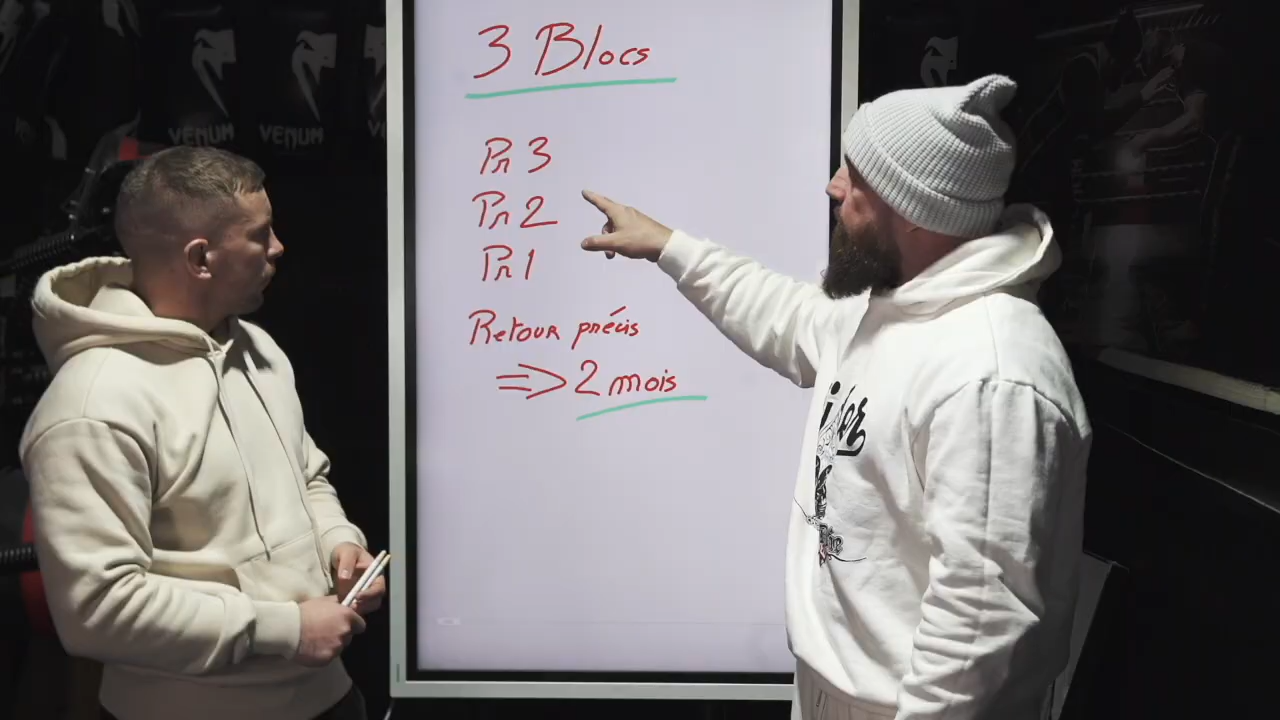 3 Blocs
Pr 3
Pr 2
Pr 1
Retour précis
=> 2 mois
VENUM
VENUM